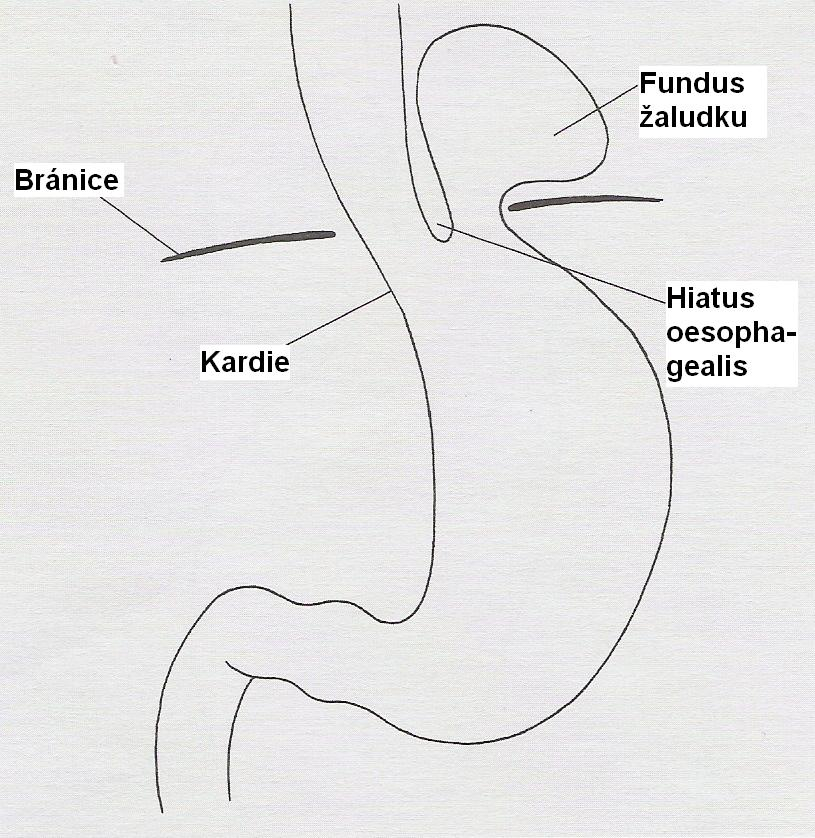 Fundus
žaludku
Bránice
Hiatus
oesopha-
gealis
Kardie